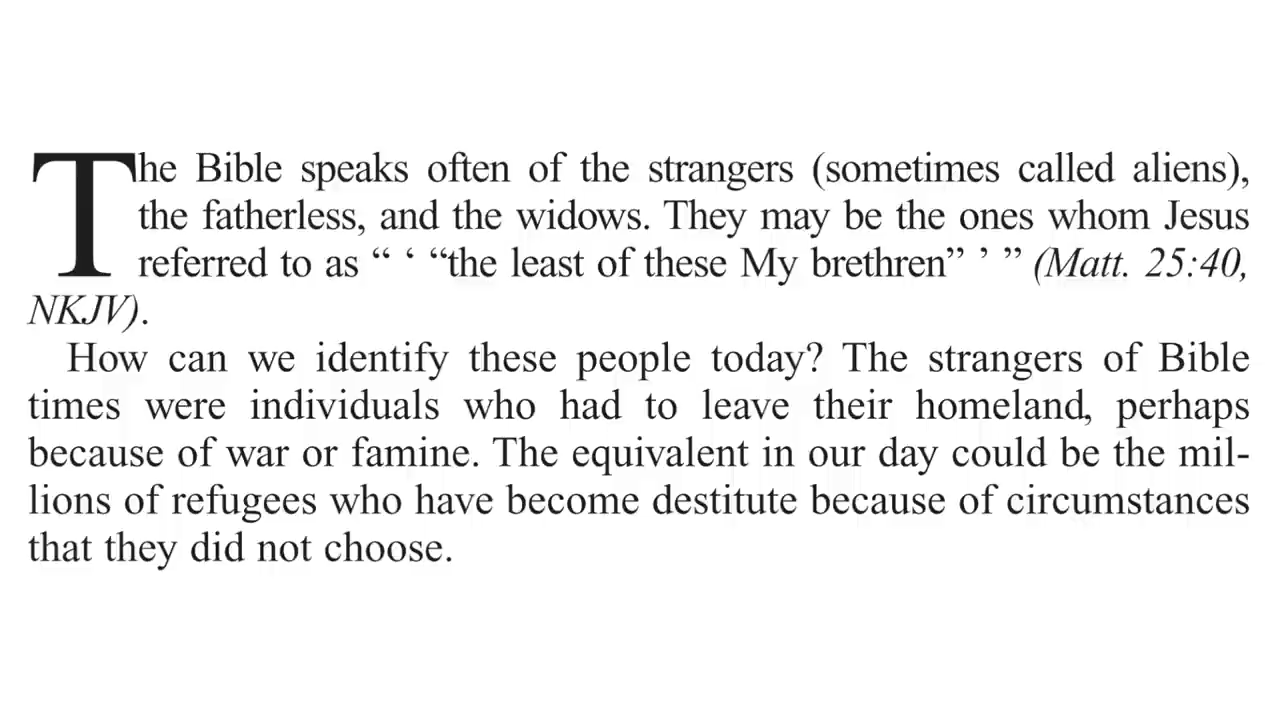 The Bible speaks often of the strangers (sometimes called aliens),
the fatherless, and the widows. They may be the ones whom Jesus
referred to as “ ‘ “the least of these My brethren” ’ ” (Matt. 25:40,
NKJV).
How can we identify these people today? The strangers of Bible
times were individuals who had to leave their homeland, perhaps
because of war or famine. The equivalent in our day could be the mil-
lions of refugees who have become destitute because of circumstances
that they did not choose.